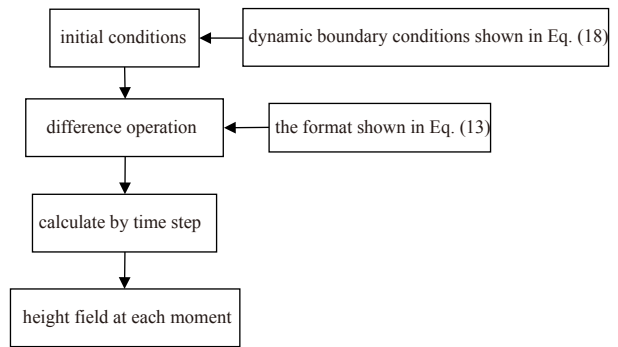 initial conditions
dynamic boundary conditions shown in Eq. (18)
difference operation
the format shown in Eq. (13)
calculate by time step
height field at each moment